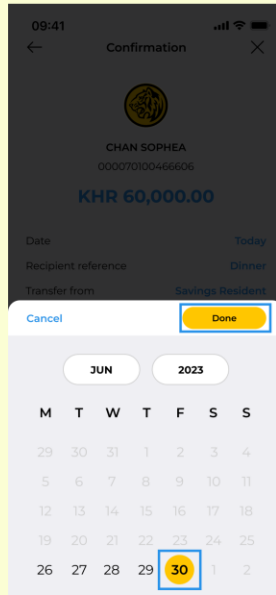 09:41
Confirmation
CHAN SOPHEA
000070100466606
KHR 60,000.00
Date Today
Recipient reference Dinner
Transfer from Savings Resident
Cancel Done
JUN 2023
M T W T F S S
29 30 31 1 2 3 4
5 6 7 8 9 10 11
12 13 14 15 16 17 18
19 20 21 22 23 24 25
26 27 28 29 30 1 2